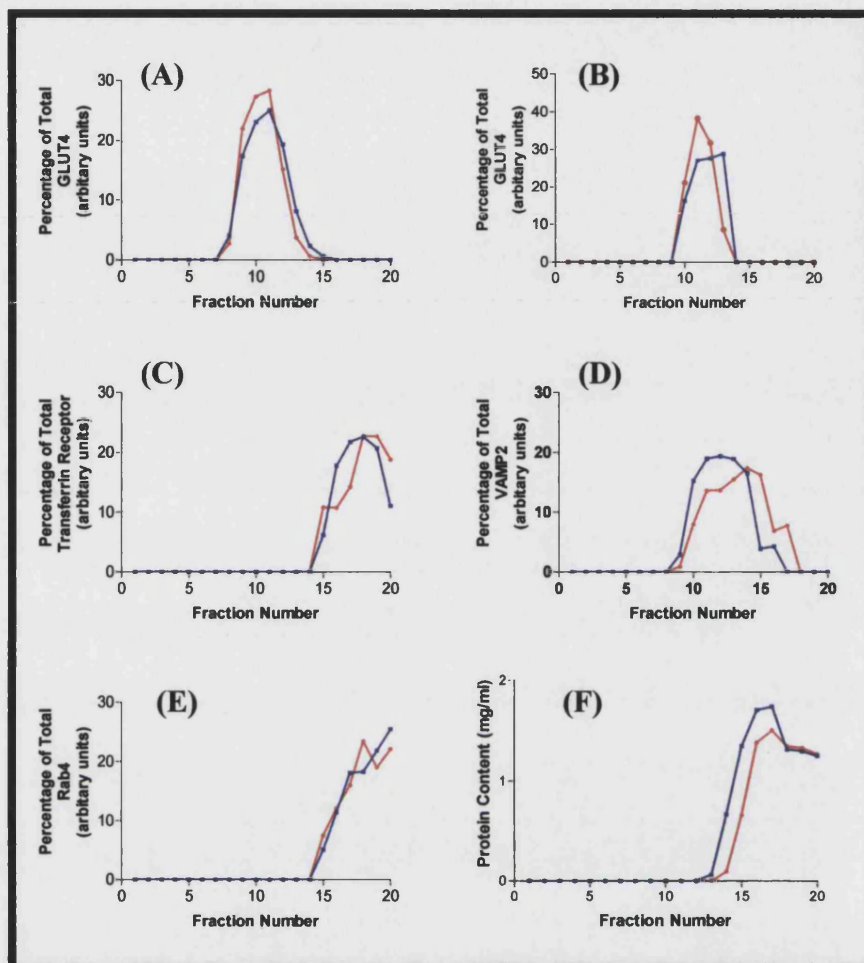 (A)
Percentage of Total
GLUT4
(arbitary units)
30
20
10
0
0 5 10 15 20
Fraction Number
(B)
Percentage of Total
GLUT4
(arbitary units)
50
40
30
20
10
0
0 5 10 15 20
Fraction Number
(C)
Percentage of Total
Transferrin Receptor
(arbitary units)
30
20
10
0
0 5 10 15 20
Fraction Number
(D)
Percentage of Total
VAMP2
(arbitary units)
30
20
10
0
0 5 10 15 20
Fraction Number
(E)
Percentage of Total
Rab4
(arbitary units)
30
20
10
0
0 5 10 15 20
Fraction Number
(F)
Protein Content (mg/ml)
2
1
0
0 5 10 15 20
Fraction Number